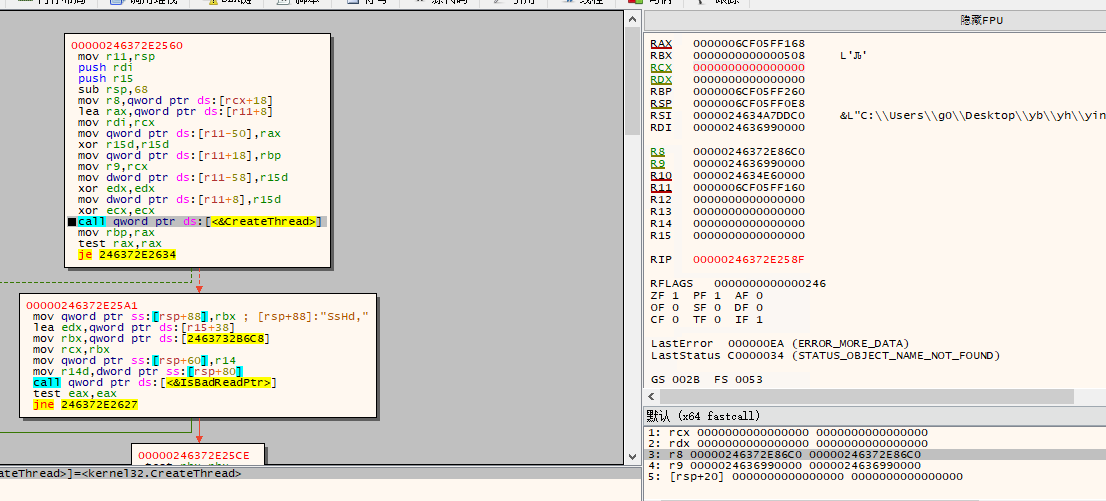 隐藏FPU
00000246372E2560
mov r11,rsp
push rdi
push r15
sub rsp,68
mov r8,qword ptr ds:[rcx+18]
lea rax,qword ptr ds:[r11+8]
mov rdi,rcx
mov qword ptr ds:[r11-50],rax
xor r15d,r15d
mov qword ptr ds:[r11+18],rbp
mov r9,rcx
mov dword ptr ds:[r11-58],r15d
xor edx,edx
mov dword ptr ds:[r11+8],r15d
xor ecx,ecx
call qword ptr ds:[<&CreateThread>]
mov rbp,rax
test rax,rax
je 246372E2634
00000246372E25A1
mov qword ptr ss:[rsp+88],rbx ; [rsp+88]:"SsHd,"
lea edx,qword ptr ds:[r15+38]
mov rbx,qword ptr ds:[2463732B6C8]
mov rcx,rbx
mov qword ptr ss:[rsp+60],r14
mov r14d,dword ptr ss:[rsp+80]
call qword ptr ds:[<&IsBadReadPtr>]
test eax,eax
jne 246372E2627
00000246372E25CE
eateThread>]=<kernel32.CreateThread>
RAX 0000006CF05FF168
RBX 0000000000000508 L'Ԉ'
RCX 0000000000000000
RDX 0000000000000000
RBP 0000006CF05FF260
RSP 0000006CF05FF0E8
RSI 0000024634A7DDC0 &L"C:\\Users\\g0\\Desktop\\yb\\yh\\yin
RDI 0000024636990000
R8 00000246372E86C0
R9 0000024636990000
R10 0000024634E60000
R11 0000006CF05FF160
R12 0000000000000000
R13 0000000000000000
R14 0000000000000000
R15 0000000000000000
RIP 00000246372E258F
RFLAGS 0000000000000246
ZF 1 PF 1 AF 0
OF 0 SF 0 DF 0
CF 0 TF 0 IF 1
LastError 000000EA (ERROR_MORE_DATA)
LastStatus C0000034 (STATUS_OBJECT_NAME_NOT_FOUND)
GS 002B FS 0053
默认 (x64 fastcall)
1: rcx 0000000000000000 0000000000000000
2: rdx 0000000000000000 0000000000000000
3: r8 00000246372E86C0 00000246372E86C0
4: r9 0000024636990000 0000024636990000
5: [rsp+20] 0000000000000000 0000000000000000